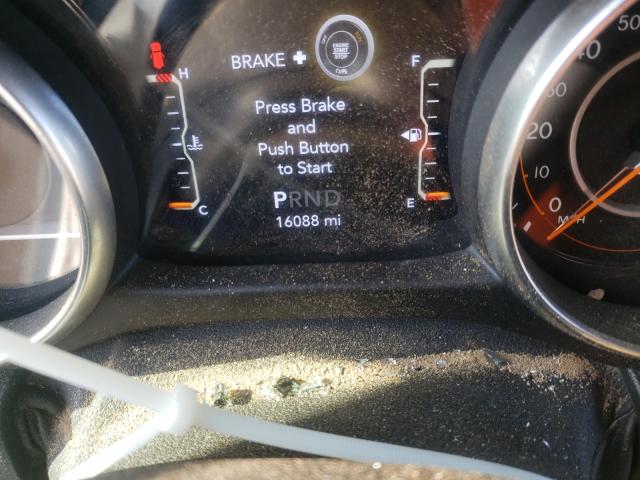 BRAKE +
ENGINE
START
STOP
H
F
Press Brake
and
Push Button
to Start
C
E
PRND
16088 mi
50
40
30
20
10
0
MPH